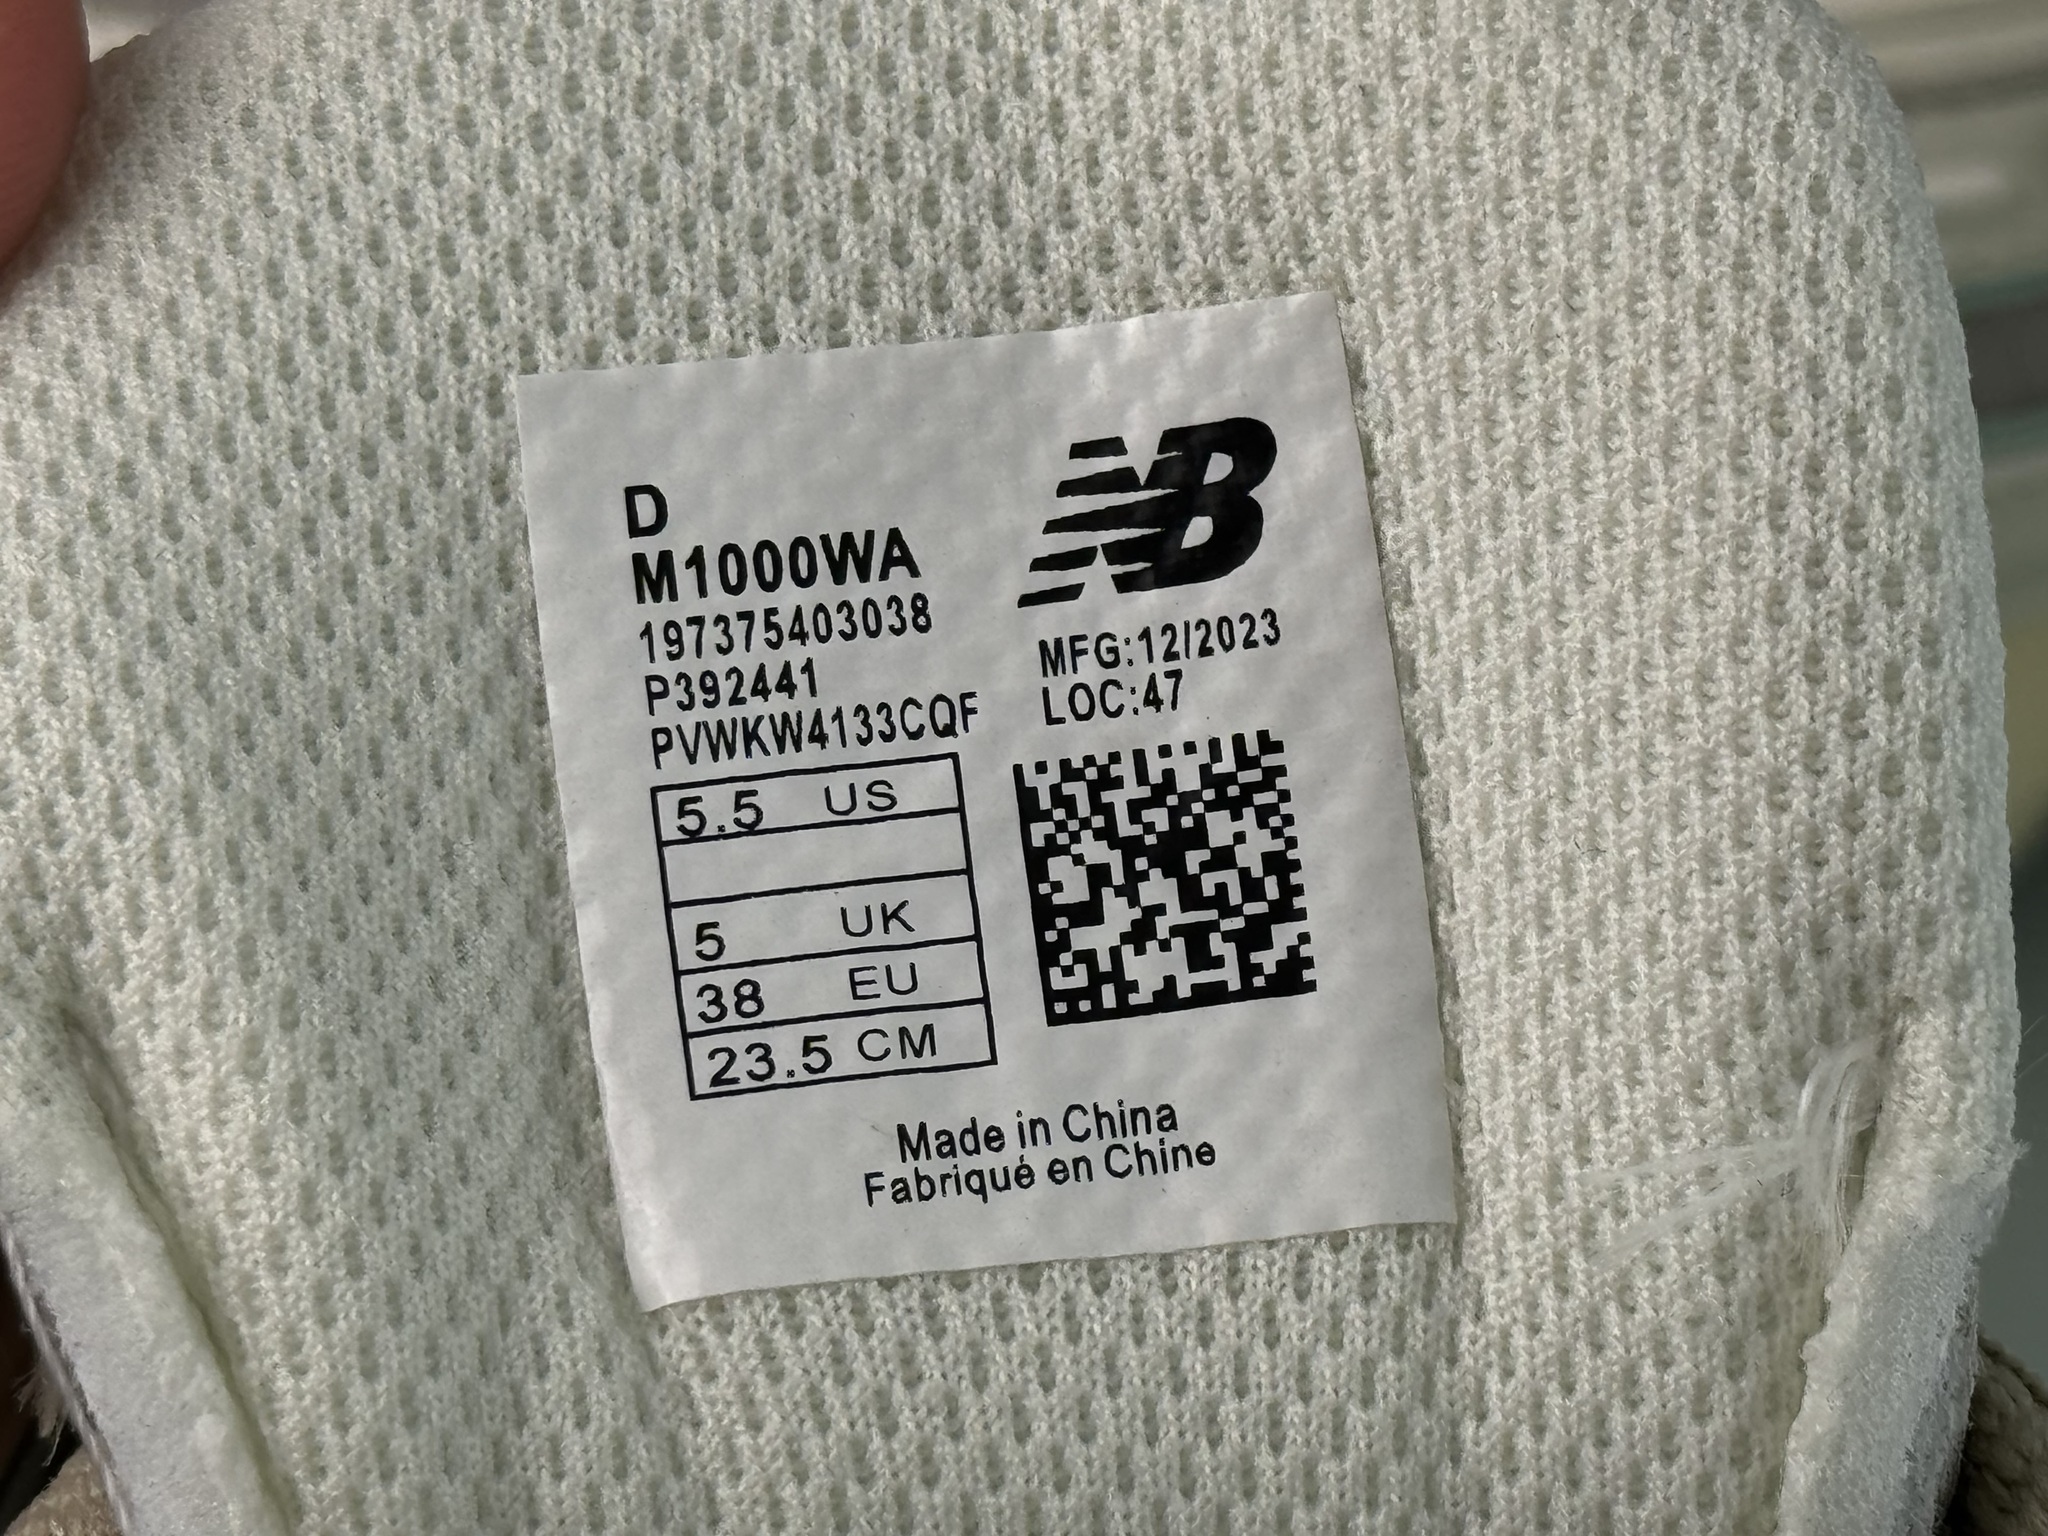 D
M1000WA
197375403038
P392441
PVWKW4133CQF
NB
MFG:12/2023
LOC:47
5.5 US
5 UK
38 EU
23.5 CM
Made in China
Fabriqué en Chine